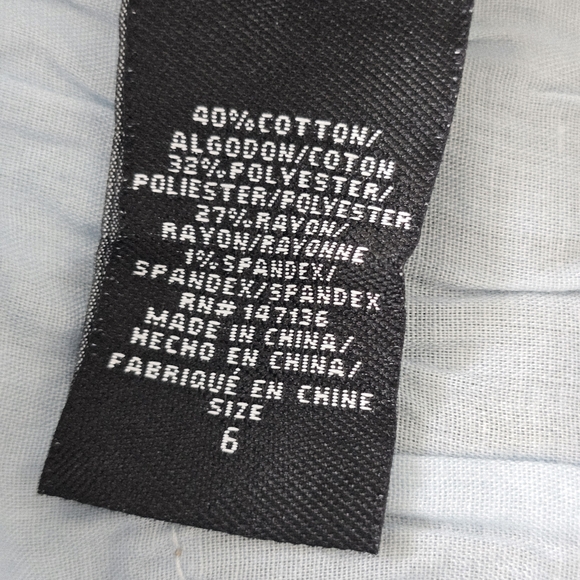 40%COTTON/
ALGODON/COTON
32%POLYESTER/
POLIESTER/POLYESTER
27%RAYON/
RAYON/RAYONNE
1%SPANDEX/
SPANDEX/SPANDEX
RN# 147136
MADE IN CHINA/
HECHO EN CHINA/
FABRIQUÉ EN CHINE
SIZE
6